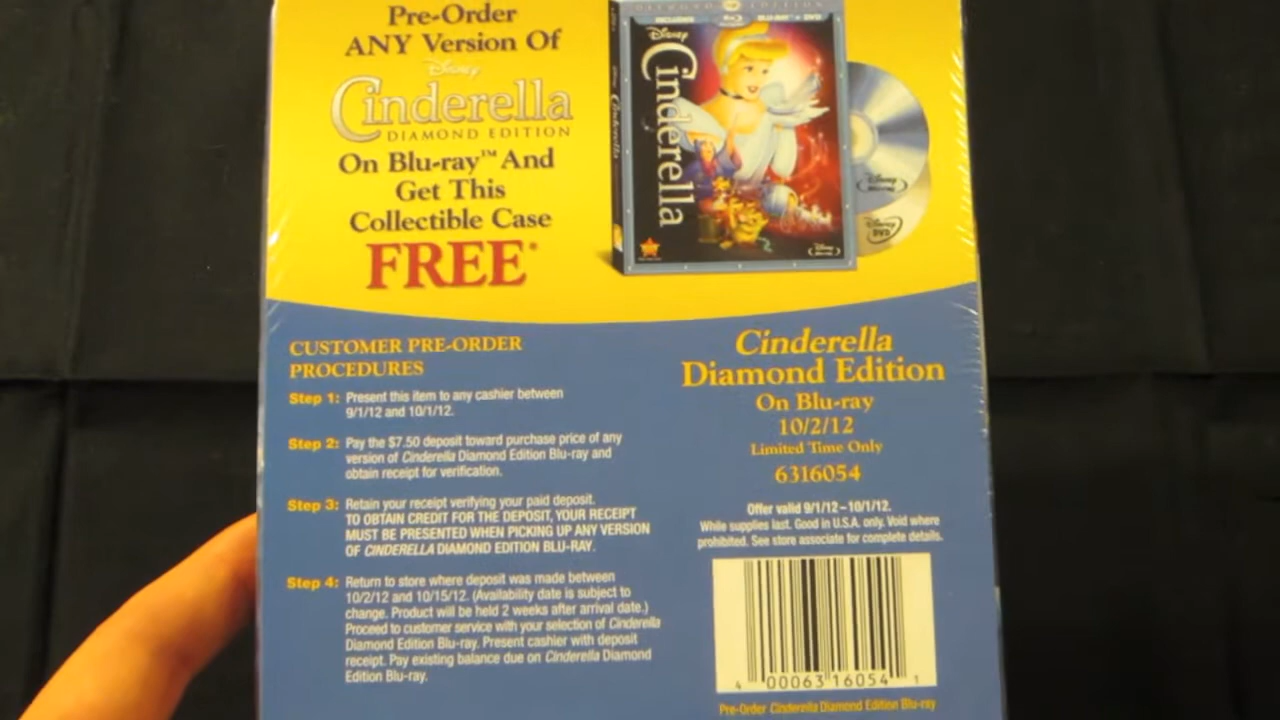 Pre-Order
ANY Version Of
Disney
Cinderella
DIAMOND EDITION
On Blu-ray™ And
Get This
Collectible Case
FREE*
DIAMOND EDITION
Disney
Cinderella
Cinderella
Disney
Disney
DVD
CUSTOMER PRE-ORDER
PROCEDURES
Step 1: Present this item to any cashier between
9/1/12 and 10/1/12.
Step 2: Pay the $7.50 deposit toward purchase price of any
version of Cinderella Diamond Edition Blu-ray and
obtain receipt for verification.
Step 3: Retain your receipt verifying your paid deposit.
TO OBTAIN CREDIT FOR THE DEPOSIT, YOUR RECEIPT
MUST BE PRESENTED WHEN PICKING UP ANY VERSION
OF CINDERELLA DIAMOND EDITION BLU-RAY.
Step 4: Return to store where deposit was made between
10/2/12 and 10/15/12. (Availability date is subject to
change. Product will be held 2 weeks after arrival date.)
Proceed to customer service with your selection of Cinderella
Diamond Edition Blu-ray. Present cashier with deposit
receipt. Pay existing balance due on Cinderella Diamond
Edition Blu-ray.
Cinderella
Diamond Edition
On Blu-ray
10/2/12
Limited Time Only
6316054
Offer valid 9/1/12 – 10/1/12.
While supplies last. Good in U.S.A. only. Void where
prohibited. See store associate for complete details.
4 00063 16054 1
Pre-Order Cinderella Diamond Edition Blu-ray